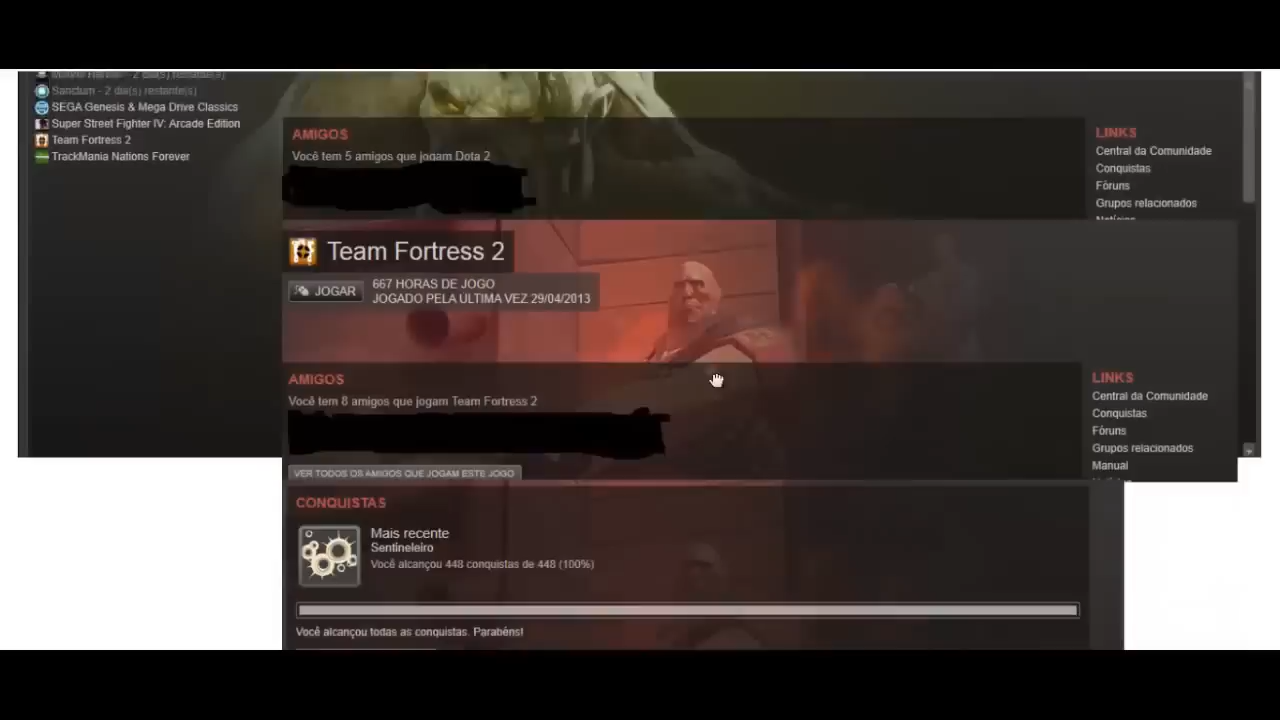 Sanctum - 2 dia(s) restante(s)
SEGA Genesis & Mega Drive Classics
Super Street Fighter IV: Arcade Edition
Team Fortress 2
TrackMania Nations Forever
AMIGOS
Você tem 5 amigos que jogam Dota 2
LINKS
Central da Comunidade
Conquistas
Fóruns
Grupos relacionados
Notícias
Team Fortress 2
JOGAR
667 HORAS DE JOGO
JOGADO PELA ULTIMA VEZ 29/04/2013
AMIGOS
Você tem 8 amigos que jogam Team Fortress 2
VER TODOS OS AMIGOS QUE JOGAM ESTE JOGO
LINKS
Central da Comunidade
Conquistas
Fóruns
Grupos relacionados
Manual
CONQUISTAS
Mais recente
Sentineleiro
Você alcançou 448 conquistas de 448 (100%)
Você alcançou todas as conquistas. Parabéns!